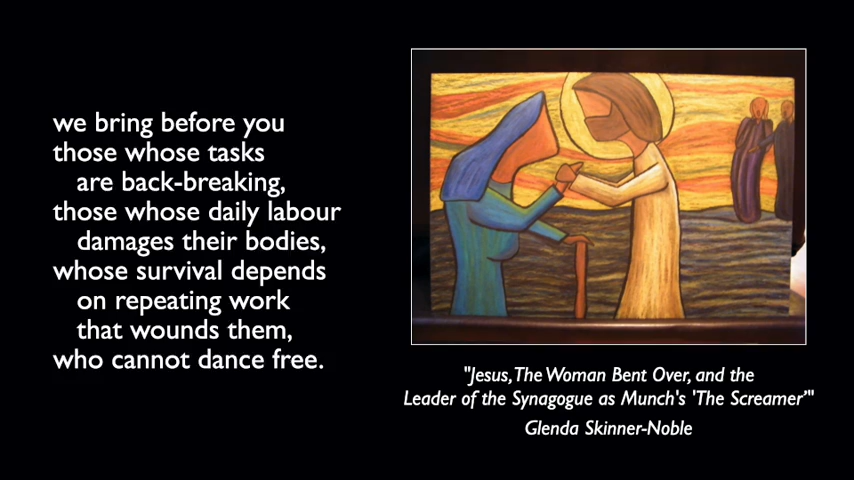 we bring before you
those whose tasks
are back-breaking,
those whose daily labour
damages their bodies,
whose survival depends
on repeating work
that wounds them,
who cannot dance free.
"Jesus, The Woman Bent Over, and the
Leader of the Synagogue as Munch's 'The Screamer'"
Glenda Skinner-Noble